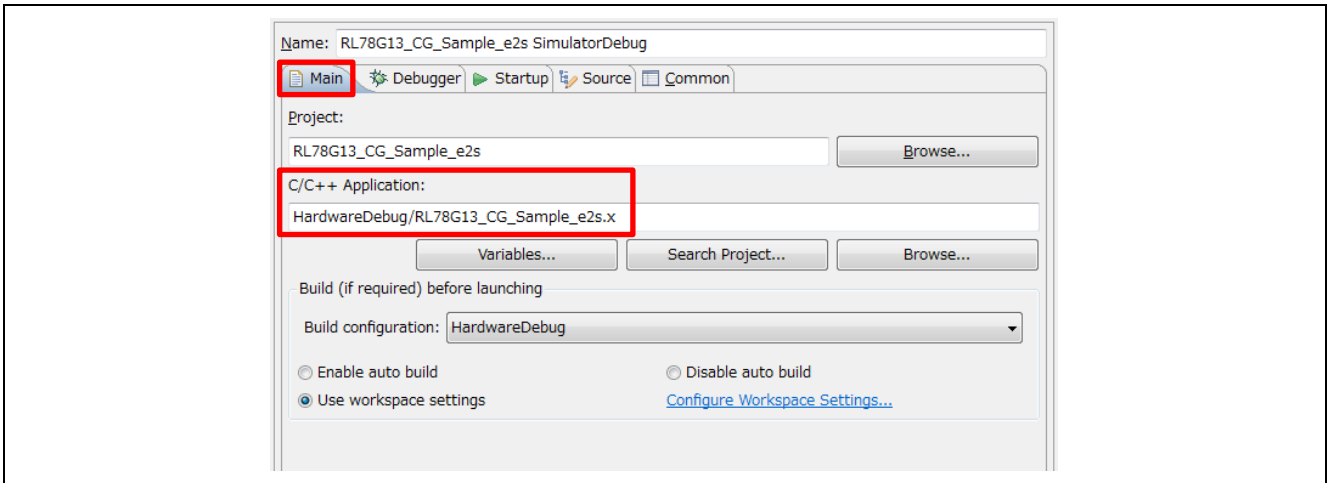 Name: RL78G13_CG_Sample_e2s SimulatorDebug
Main Debugger Startup Source Common
Project:
RL78G13_CG_Sample_e2s Browse...
C/C++ Application:
HardwareDebug/RL78G13_CG_Sample_e2s.x
Variables... Search Project... Browse...
Build (if required) before launching
Build configuration: HardwareDebug
Enable auto build Disable auto build
Use workspace settings Configure Workspace Settings...